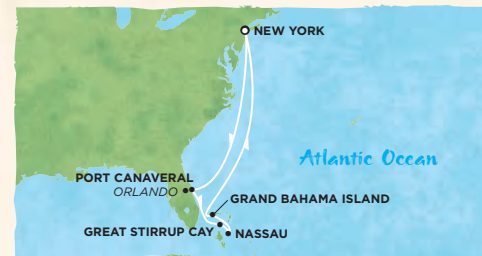 NEW YORK
Atlantic Ocean
PORT CANAVERAL
ORLANDO
GRAND BAHAMA ISLAND
GREAT STIRRUP CAY
NASSAU